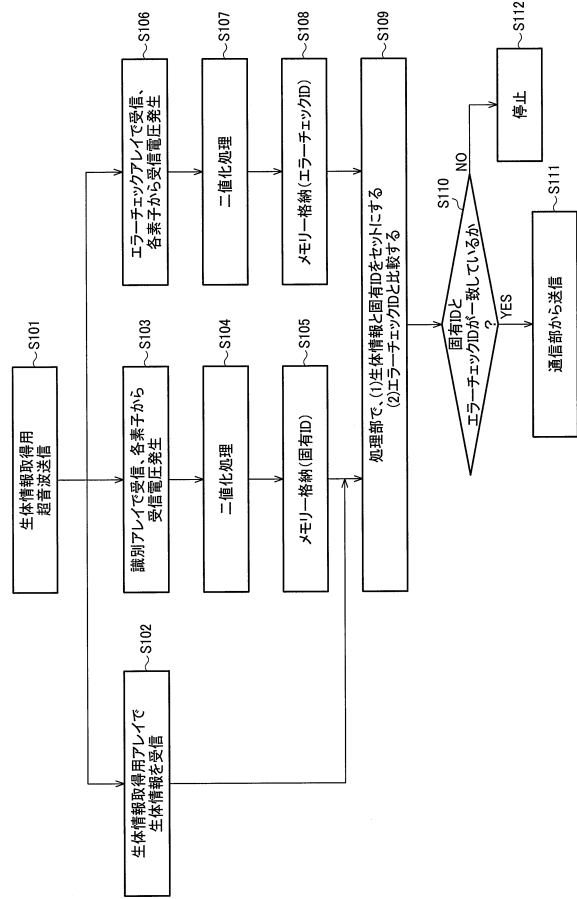 S101
生体情報取得用
超音波送信
S102
生体情報取得用アレイで
生体情報を受信
S103
識別アレイで受信、各素子から
受信電圧発生
S104
二値化処理
S105
メモリー格納(固有ID)
S106
エラーチェックアレイで受信、
各素子から受信電圧発生
S107
二値化処理
S108
メモリー格納(エラーチェックID)
S109
処理部で、(1)生体情報と固有IDをセットにする
(2)エラーチェックIDと比較する
S110
固有IDと
エラーチェックIDが一致しているか
?
NO
YES
S111
通信部から送信
S112
停止